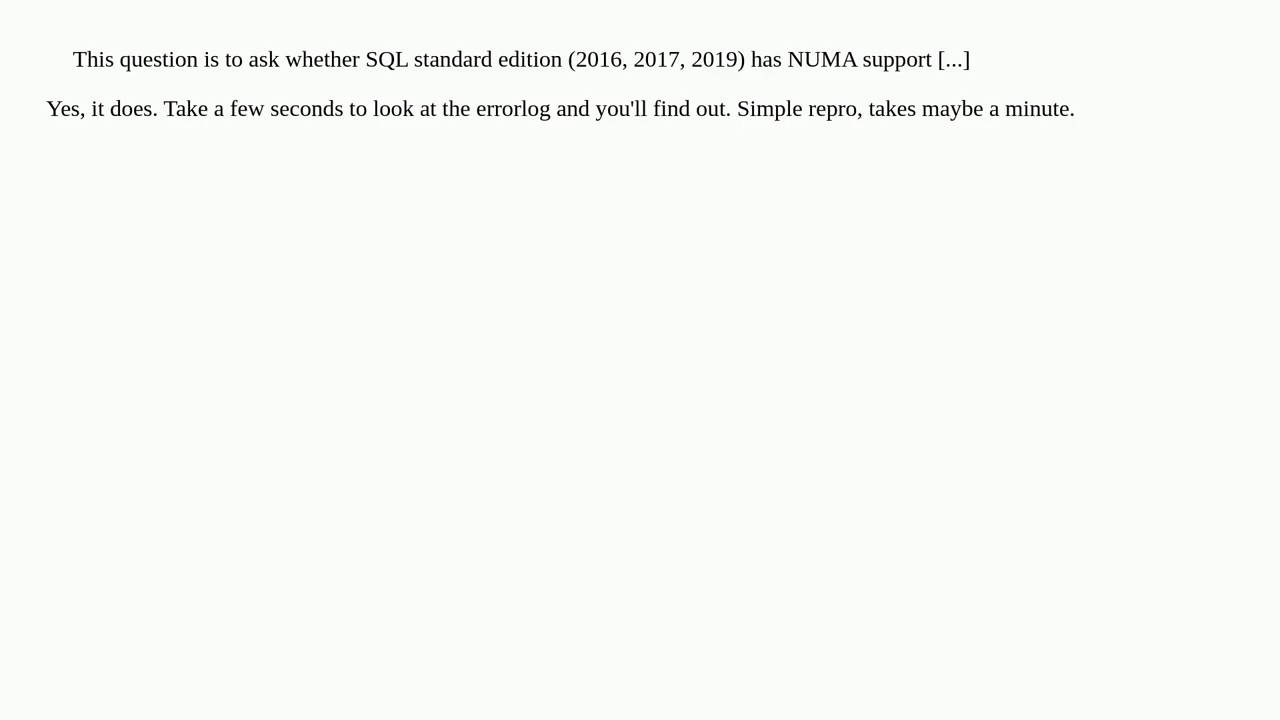 This question is to ask whether SQL standard edition (2016, 2017, 2019) has NUMA support [...]
Yes, it does. Take a few seconds to look at the errorlog and you'll find out. Simple repro, takes maybe a minute.